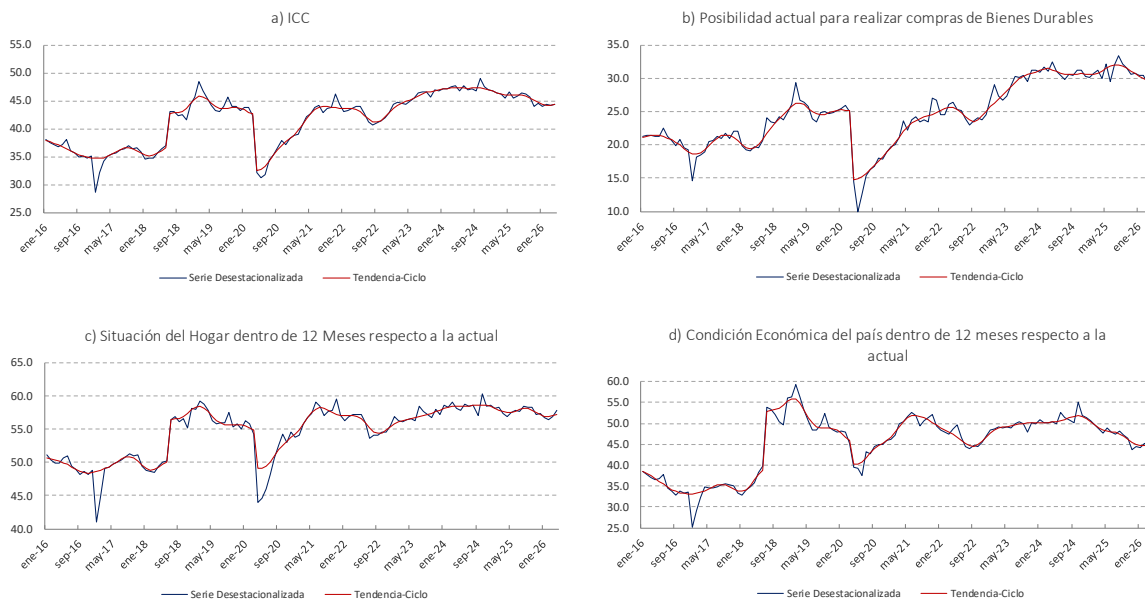 a) ICC
55.0
50.0
45.0
40.0
35.0
30.0
25.0
ene-16
sep-16
may-17
ene-18
sep-18
may-19
ene-20
sep-20
may-21
ene-22
sep-22
may-23
ene-24
sep-24
may-25
ene-26
Serie Desestacionalizada
Tendencia-Ciclo
b) Posibilidad actual para realizar compras de Bienes Durables
35.0
30.0
25.0
20.0
15.0
10.0
ene-16
sep-16
may-17
ene-18
sep-18
may-19
ene-20
sep-20
may-21
ene-22
sep-22
may-23
ene-24
sep-24
may-25
ene-26
Serie Desestacionalizada
Tendencia-Ciclo
c) Situación del Hogar dentro de 12 Meses respecto a la actual
65.0
60.0
55.0
50.0
45.0
40.0
ene-16
sep-16
may-17
ene-18
sep-18
may-19
ene-20
sep-20
may-21
ene-22
sep-22
may-23
ene-24
sep-24
may-25
ene-26
Serie Desestacionalizada
Tendencia-Ciclo
d) Condición Económica del país dentro de 12 meses respecto a la
actual
60.0
55.0
50.0
45.0
40.0
35.0
30.0
25.0
ene-16
sep-16
may-17
ene-18
sep-18
may-19
ene-20
sep-20
may-21
ene-22
sep-22
may-23
ene-24
sep-24
may-25
ene-26
Serie Desestacionalizada
Tendencia-Ciclo